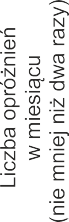 Liczba opróżnień
w miesiącu
(nie mniej niż dwa razy)